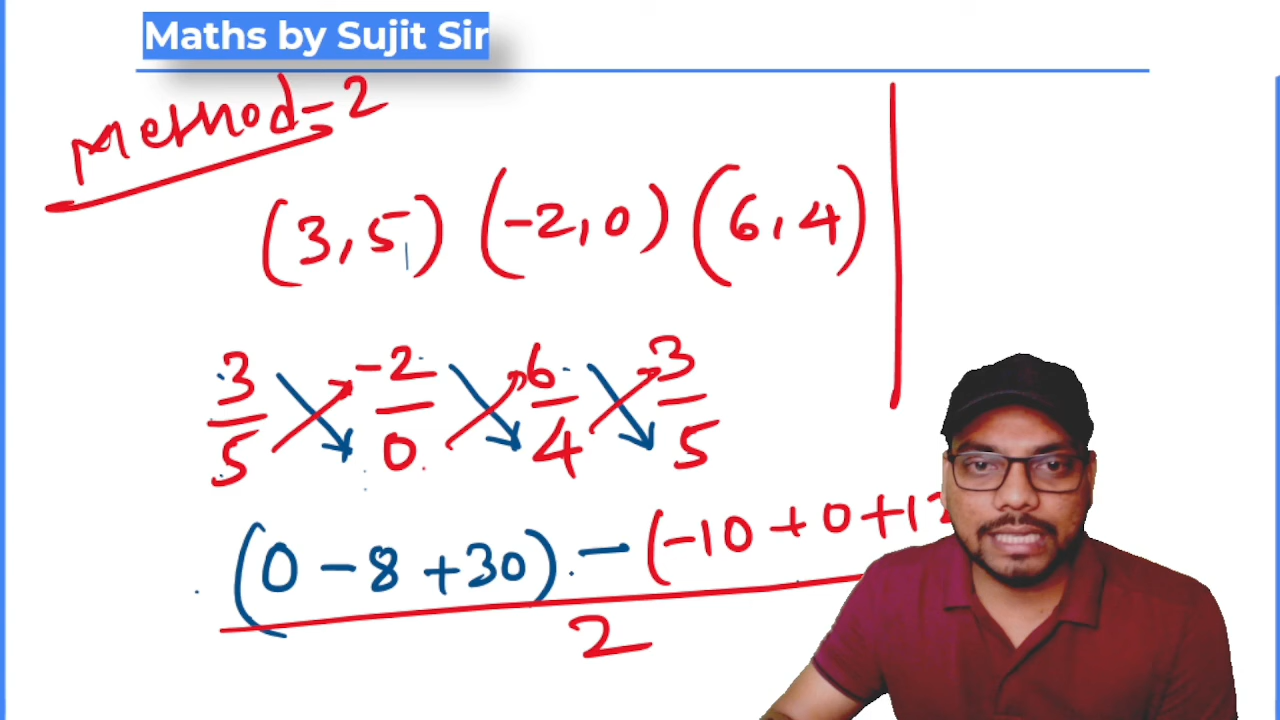 Maths by Sujit Sir
Method-2
(3,5) (-2,0) (6,4)
3 -2 6 3
5 0 4 5
(0-8+30) - (-10+0+12
2